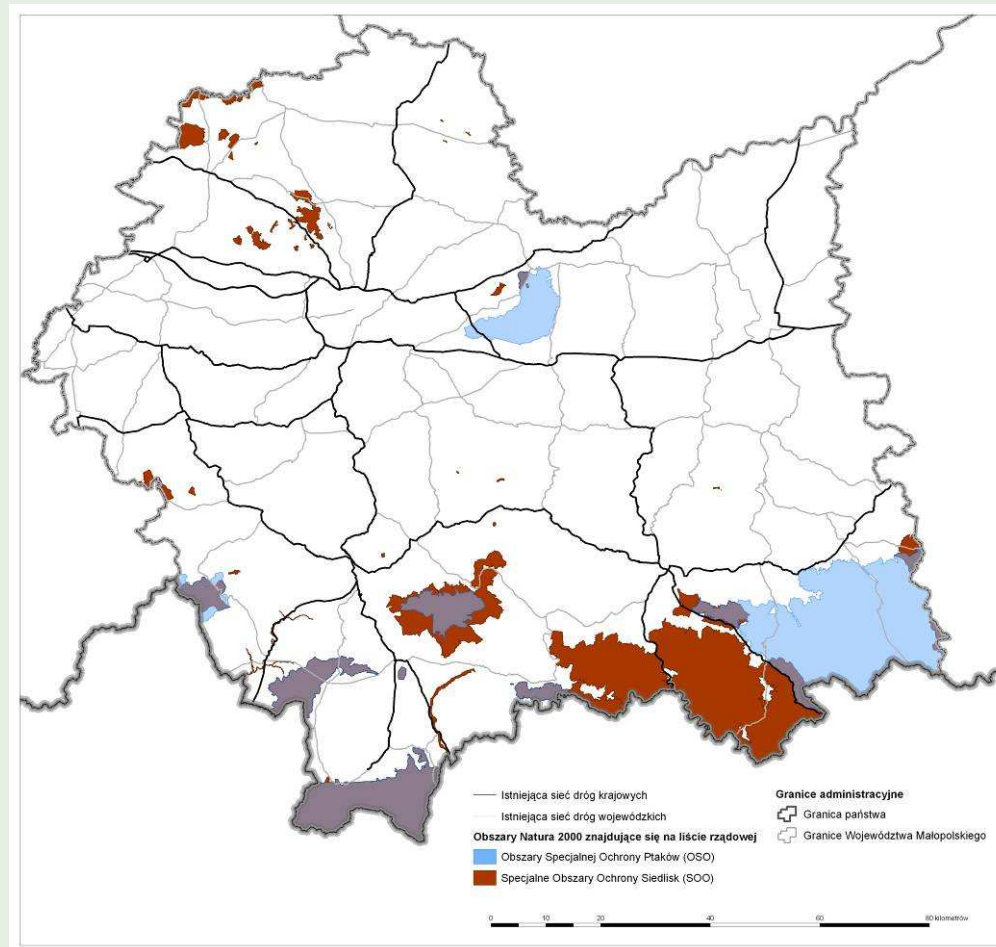 Istniejąca sieć dróg krajowych
Istniejąca sieć dróg wojewódzkich
Obszary Natura 2000 znajdujące się na liście rządowej
Obszary Specjalnej Ochrony Ptaków (OSO)
Specjalne Obszary Ochrony Siedlisk (SOO)
Granice administracyjne
Granica państwa
Granice Województwa Małopolskiego
0 10 20 40 60 80 kilometrów